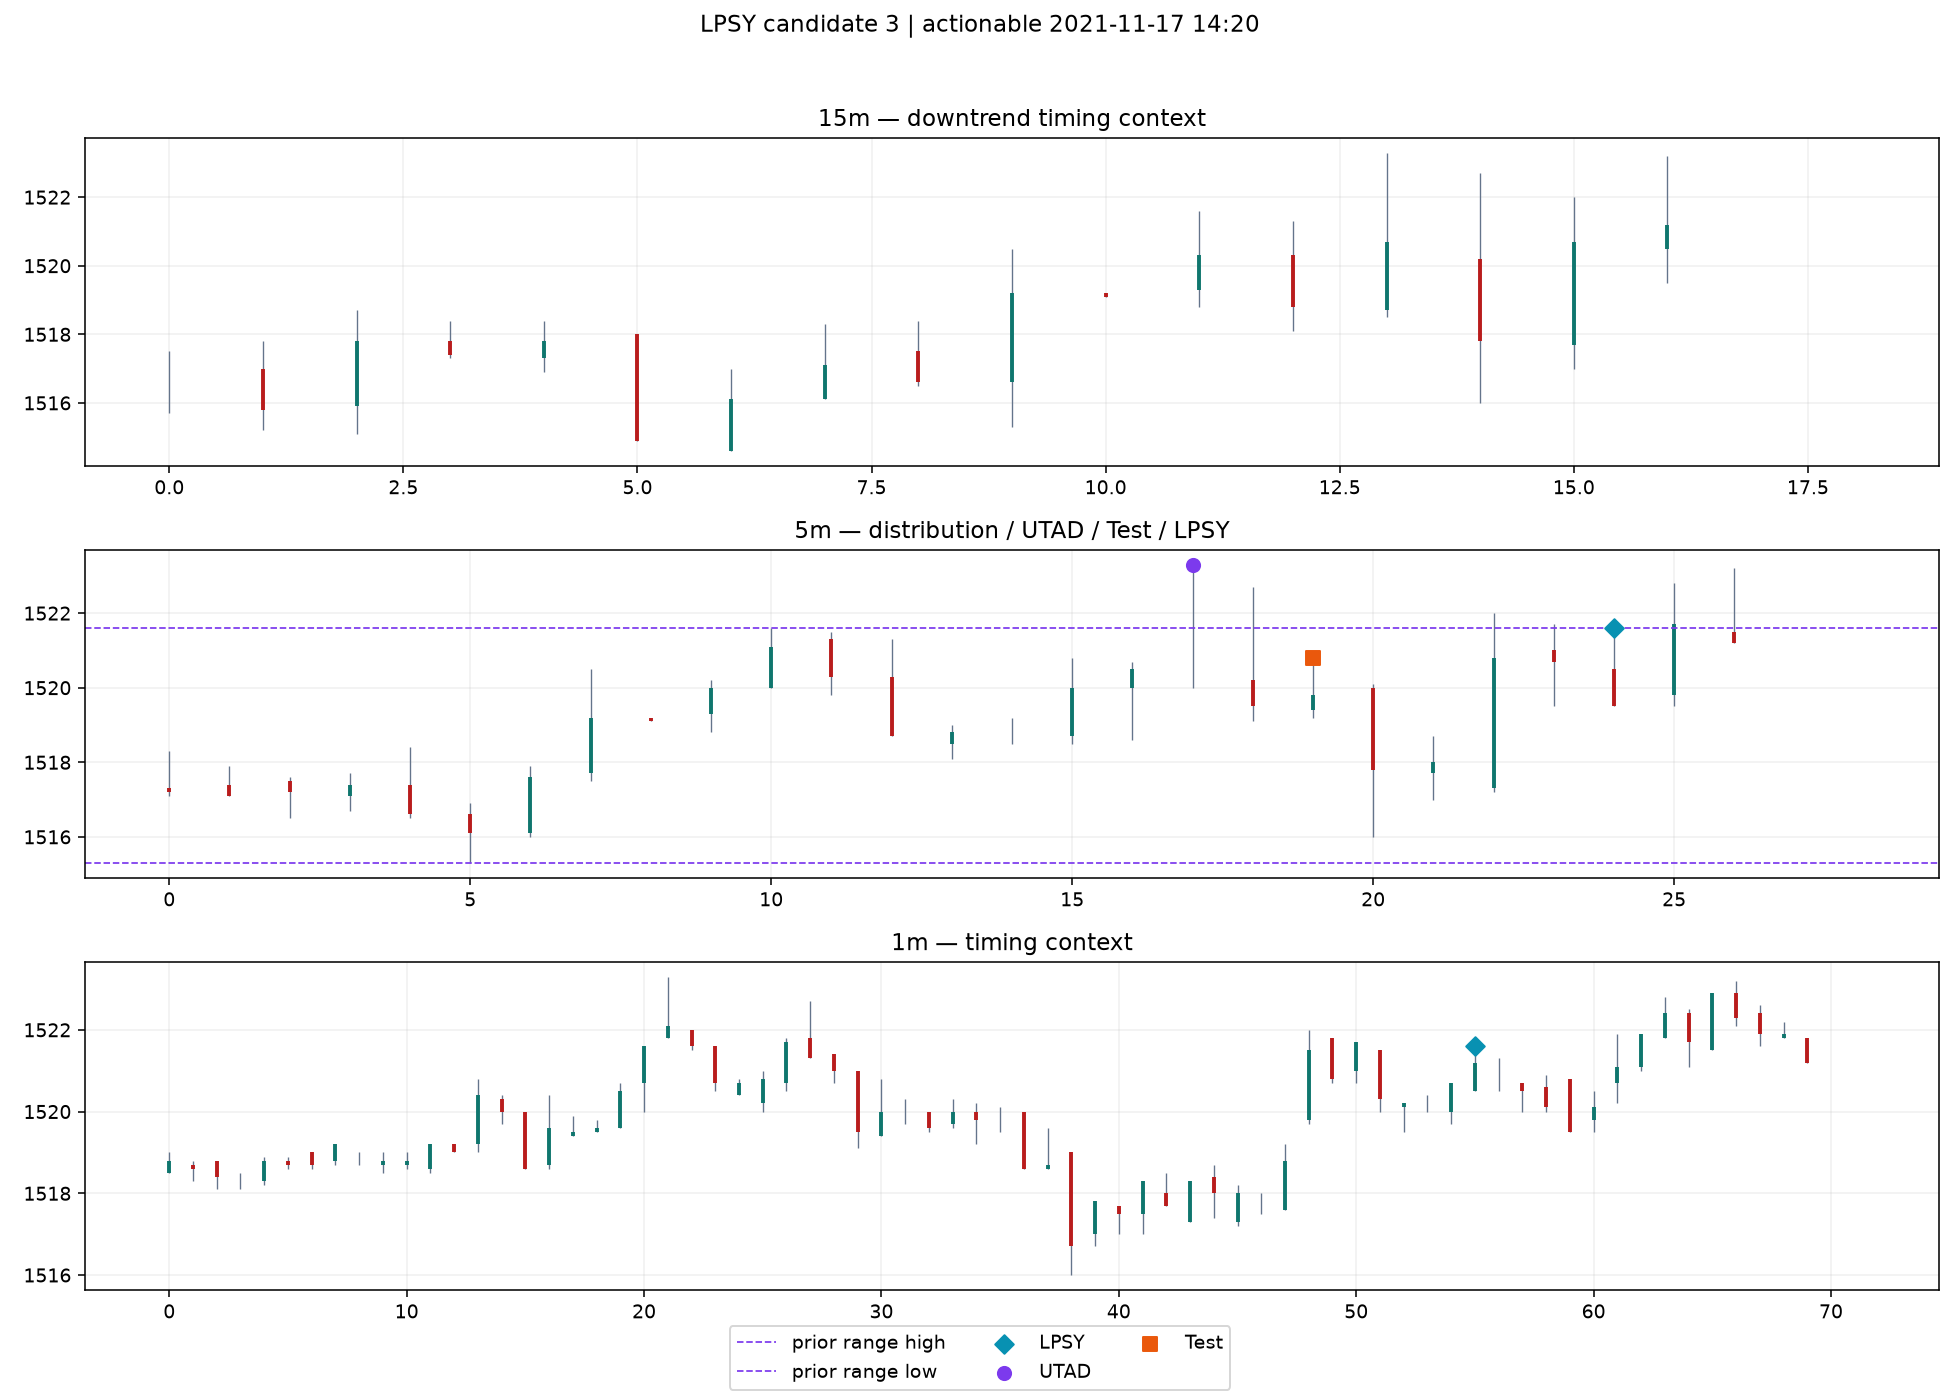 LPSY candidate 3 | actionable 2021-11-17 14:20
15m — downtrend timing context
1522
1520
1518
1516
0.0 2.5 5.0 7.5 10.0 12.5 15.0 17.5
5m — distribution / UTAD / Test / LPSY
1522
1520
1518
1516
0 5 10 15 20 25
1m — timing context
1522
1520
1518
1516
0 10 20 30 40 50 60 70
prior range high LPSY Test
prior range low UTAD